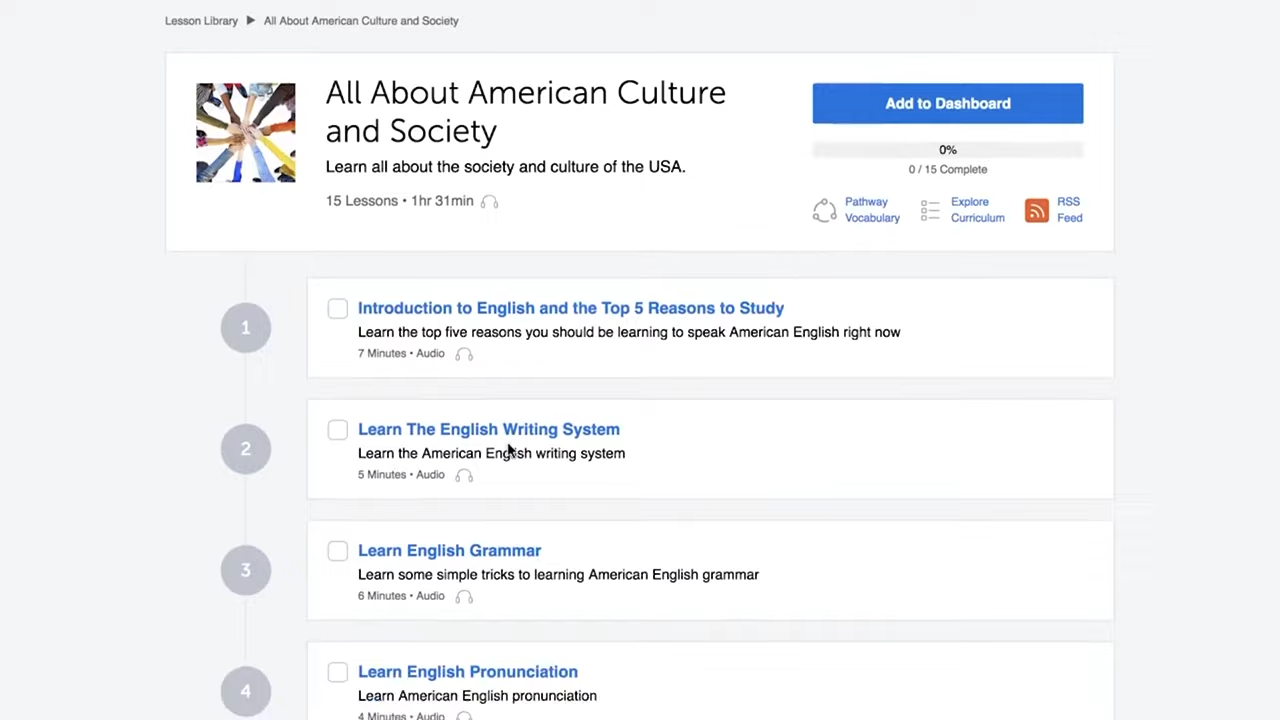 Lesson Library ▶ All About American Culture and Society
All About American Culture
and Society
Learn all about the society and culture of the USA.
15 Lessons • 1hr 31min
Add to Dashboard
0%
0 / 15 Complete
Pathway
Vocabulary
Explore
Curriculum
RSS
Feed
1
Introduction to English and the Top 5 Reasons to Study
Learn the top five reasons you should be learning to speak American English right now
7 Minutes • Audio
2
Learn The English Writing System
Learn the American English writing system
5 Minutes • Audio
3
Learn English Grammar
Learn some simple tricks to learning American English grammar
6 Minutes • Audio
4
Learn English Pronunciation
Learn American English pronunciation
4 Minutes • Audio